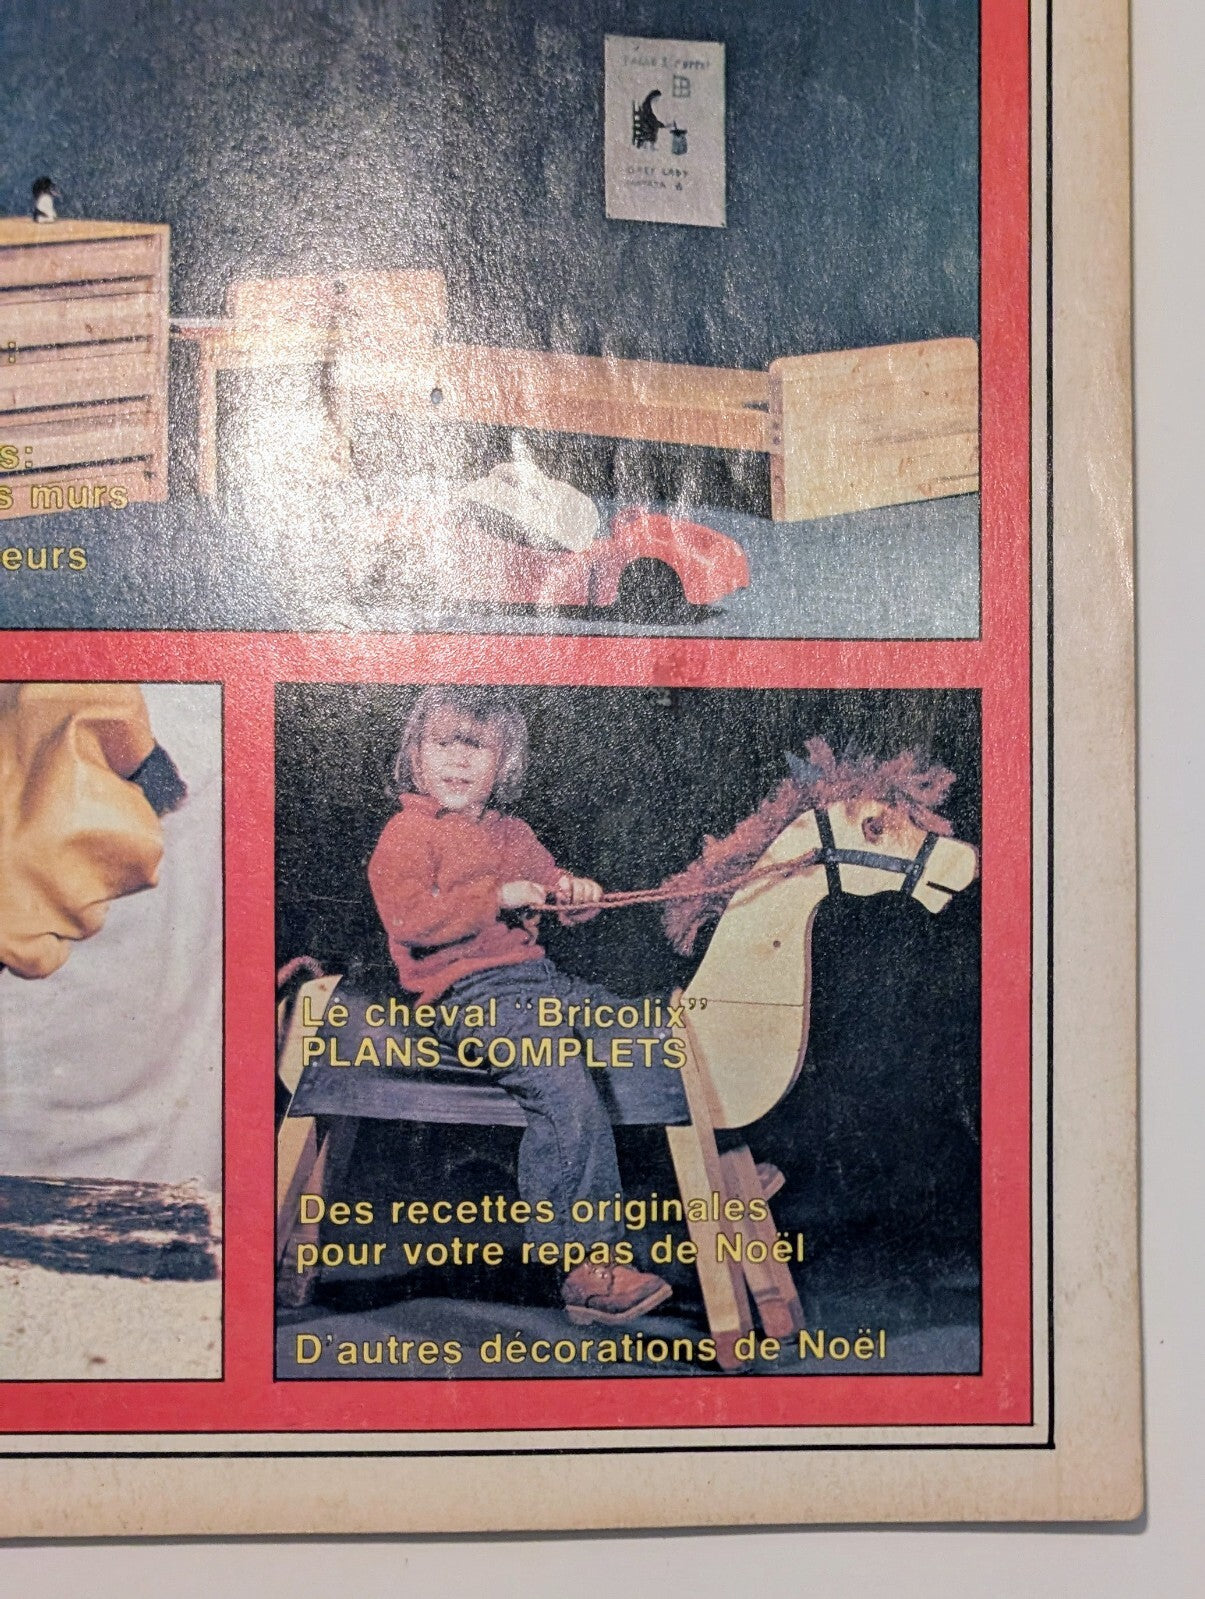 :
s:
s murs
eurs
Le cheval "Bricolix"
PLANS COMPLETS
Des recettes originales
pour votre repas de Noël
D'autres décorations de Noël